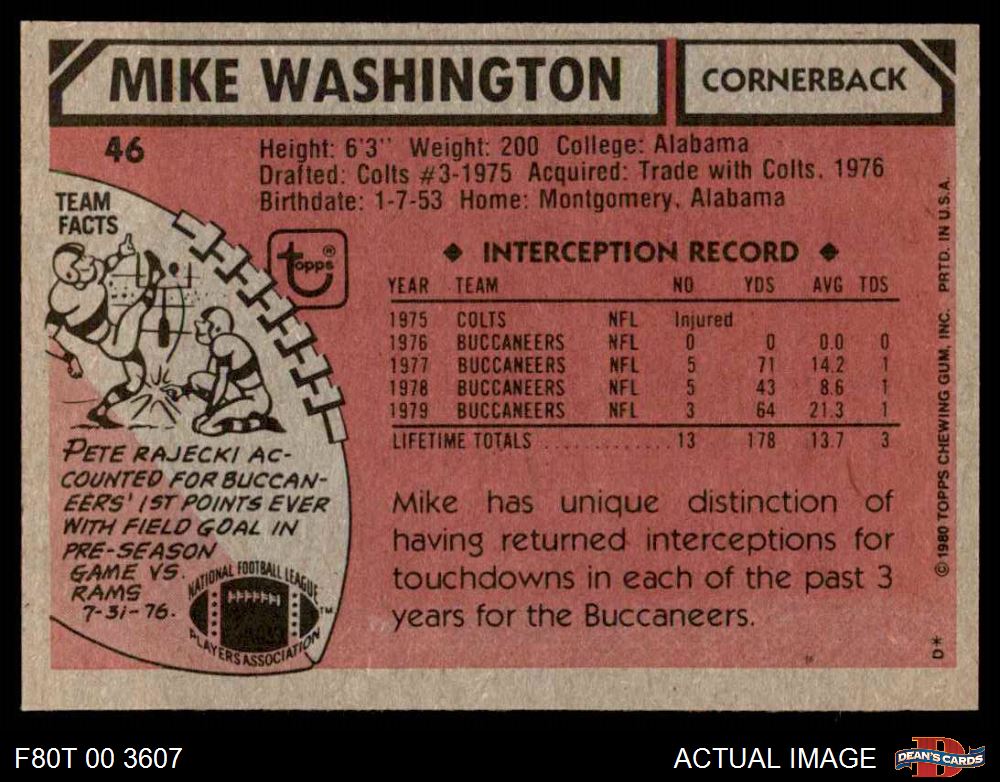 MIKE WASHINGTON
CORNERBACK
46
Height: 6'3'' Weight: 200 College: Alabama
Drafted: Colts #3-1975 Acquired: Trade with Colts, 1976
Birthdate: 1-7-53 Home: Montgomery, Alabama
TEAM
FACTS
topps ®
PETE RAJECKI AC-
COUNTED FOR BUCCAN-
EERS' 1ST POINTS EVER
WITH FIELD GOAL IN
PRE-SEASON
GAME VS.
RAMS
7-31-76.
NATIONAL FOOTBALL LEAGUE
PLAYERS ASSOCIATION
TM
◆ INTERCEPTION RECORD ◆
YEAR TEAM NO YDS AVG TDS
1975 COLTS NFL Injured
1976 BUCCANEERS NFL 0 0 0.0 0
1977 BUCCANEERS NFL 5 71 14.2 1
1978 BUCCANEERS NFL 5 43 8.6 1
1979 BUCCANEERS NFL 3 64 21.3 1
LIFETIME TOTALS ............ 13 178 13.7 3
Mike has unique distinction of
having returned interceptions for
touchdowns in each of the past 3
years for the Buccaneers.
© 1980 TOPPS CHEWING GUM, INC. PRTD. IN U.S.A.
D*
F80T 00 3607
ACTUAL IMAGE
D
DEAN'S CARDS